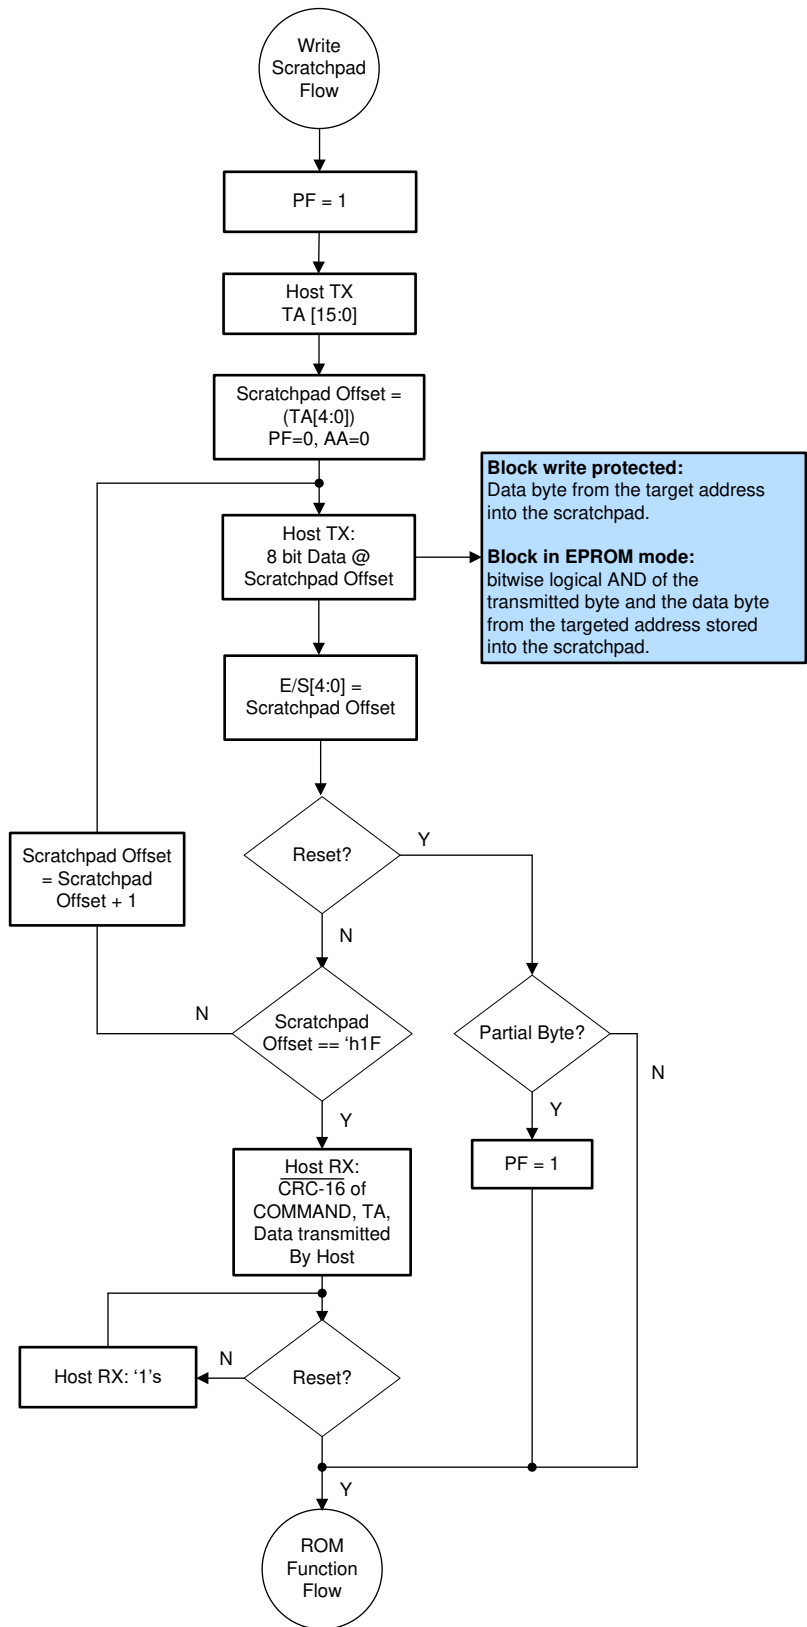 Write
Scratchpad
Flow
PF = 1
Host TX
TA [15:0]
Scratchpad Offset =
(TA[4:0])
PF=0, AA=0
Block write protected:
Data byte from the target address
into the scratchpad.
Block in EPROM mode:
bitwise logical AND of the
transmitted byte and the data byte
from the targeted address stored
into the scratchpad.
Host TX:
8 bit Data @
Scratchpad Offset
E/S[4:0] =
Scratchpad Offset
Reset?
Y
N
Scratchpad Offset
= Scratchpad
Offset + 1
N
Scratchpad
Offset == ‘h1F
Y
Partial Byte?
N
Y
PF = 1
Host RX:
CRC-16 of
COMMAND, TA,
Data transmitted
By Host
Host RX: ‘1’s
N
Reset?
Y
ROM
Function
Flow